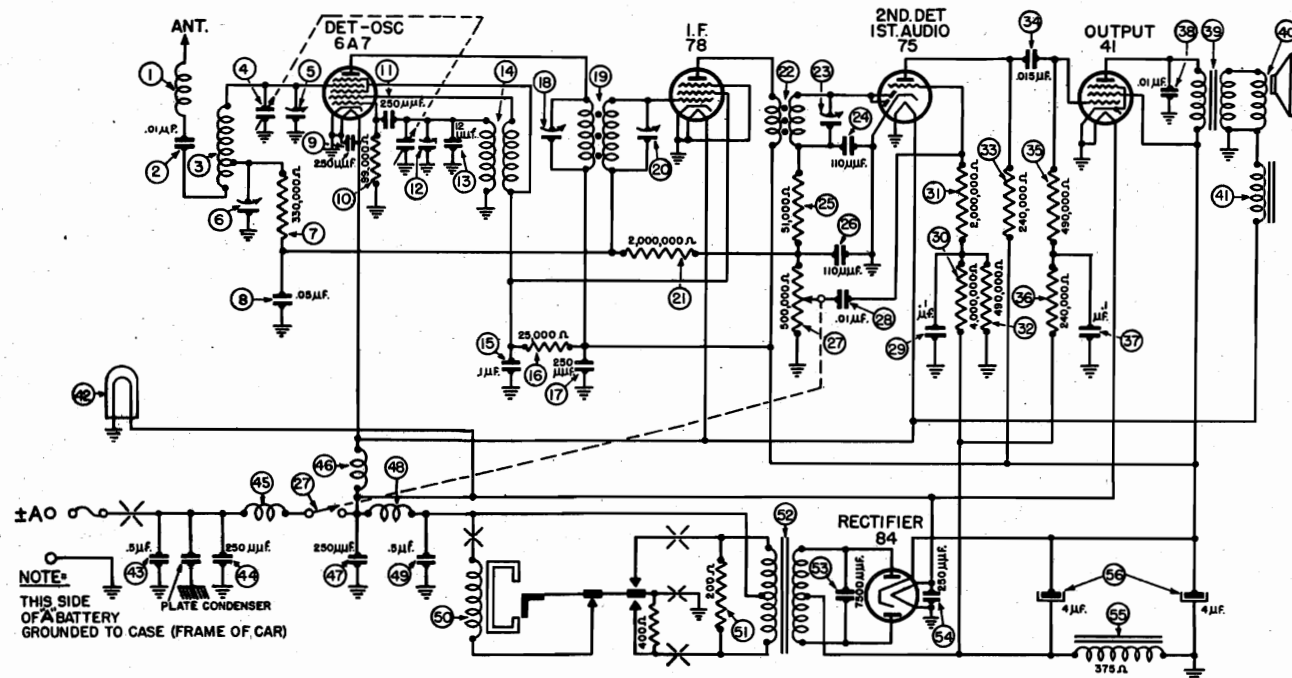 ANT.
DET-OSC
6A7
I.F.
78
2ND. DET
1ST. AUDIO
75
OUTPUT
41
1
2
3
4
5
6
7
8
9
10
11
12
13
14
15
16
17
18
19
20
21
22
23
24
25
26
27
28
29
30
31
32
33
34
35
36
37
38
39
40
41
.01µF.
250µµF.
250µµF.
99,000Ω
12
µµF.
330,000Ω
.05µF.
2,000,000Ω
25,000Ω
.1µF.
250
µµF.
110µµF.
51,000Ω
110µµF.
500,000Ω
.01µF.
.1
µF.
2,000,000Ω
4,000,000Ω
490,000Ω
240,000Ω
.015µF.
490,000Ω
240,000Ω
.1
µF.
.01µF.
42
43
44
45
27
46
47
48
49
50
51
52
53
54
55
56
±A
.5µF.
250µµF.
PLATE CONDENSER
250µµF.
.5µF.
NOTE=
THIS SIDE
OF "A" BATTERY
GROUNDED TO CASE (FRAME OF CAR)
400Ω
200Ω
7500µµF.
RECTIFIER
84
250µµF.
4µF.
4µF.
375Ω